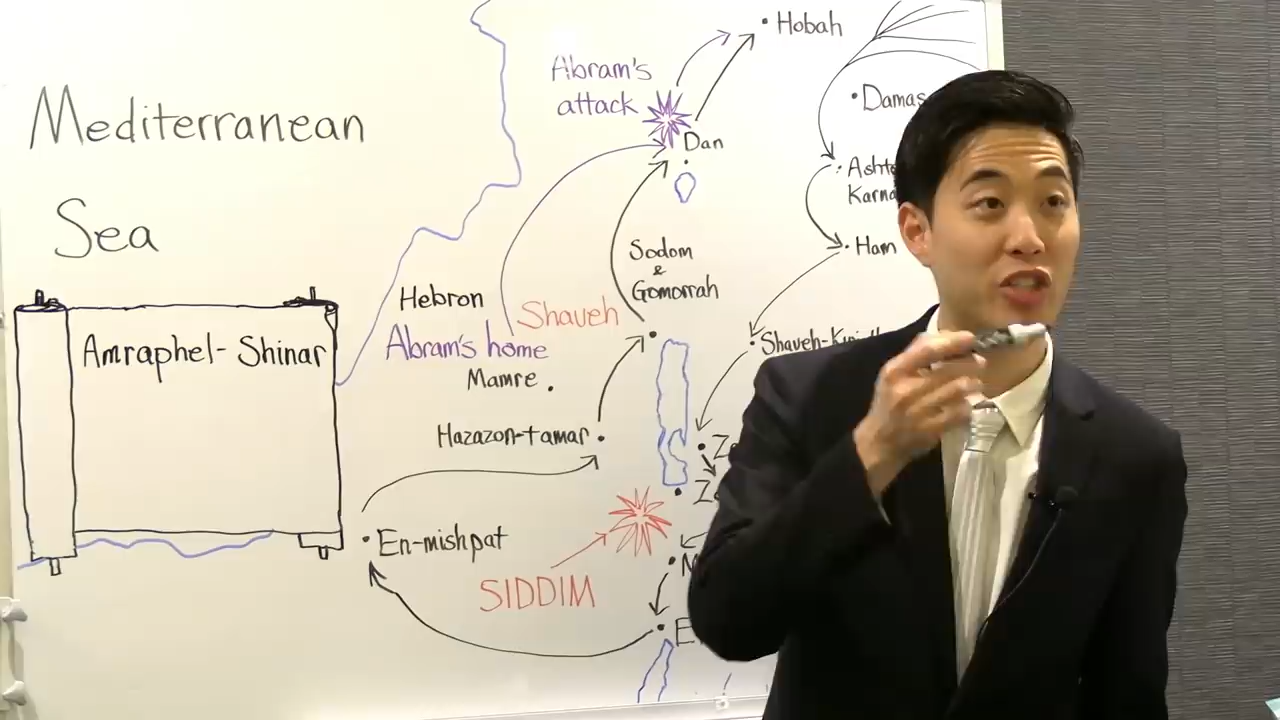 Mediterranean
Sea
Amraphel- Shinar
Abram's
attack
Hobah
Dan
Ham
Sodom
&
Gomorrah
Hebron
Shaveh
Abram's home
Mamre
Hazazon-tamar
En-mishpat
SIDDIM